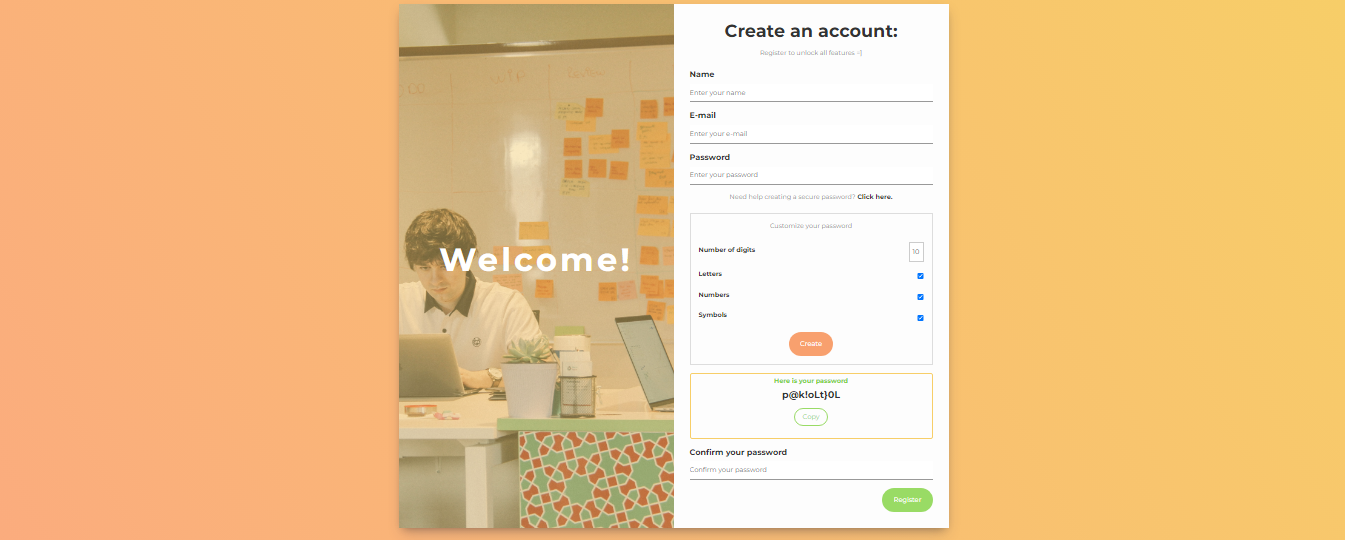 WIP
Welcome!
Create an account:
Register to unlock all features =]
Name
Enter your name
E-mail
Enter your e-mail
Password
Enter your password
Need help creating a secure password? Click here.
Customize your password
Number of digits
10
Letters
Numbers
Symbols
Create
Here is your password
p@k!oLt}0L
Copy
Confirm your password
Confirm your password
Register